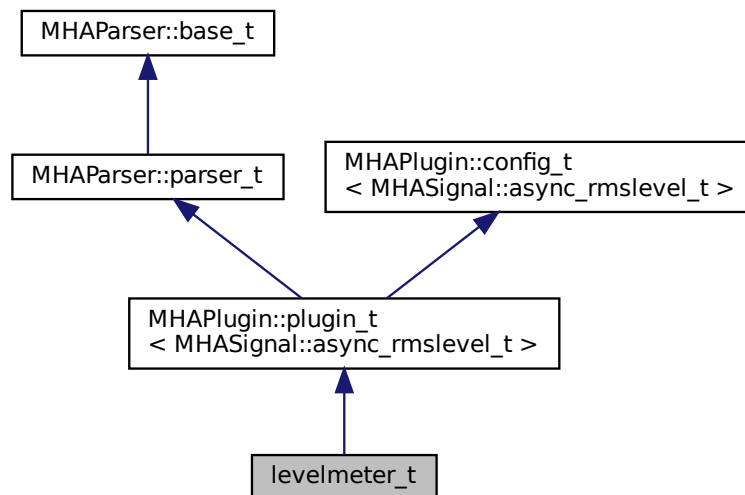 MHAParser::base_t
MHAParser::parser_t
MHAPlugin::config_t
< MHASignal::async_rmslevel_t >
MHAPlugin::plugin_t
< MHASignal::async_rmslevel_t >
levelmeter_t